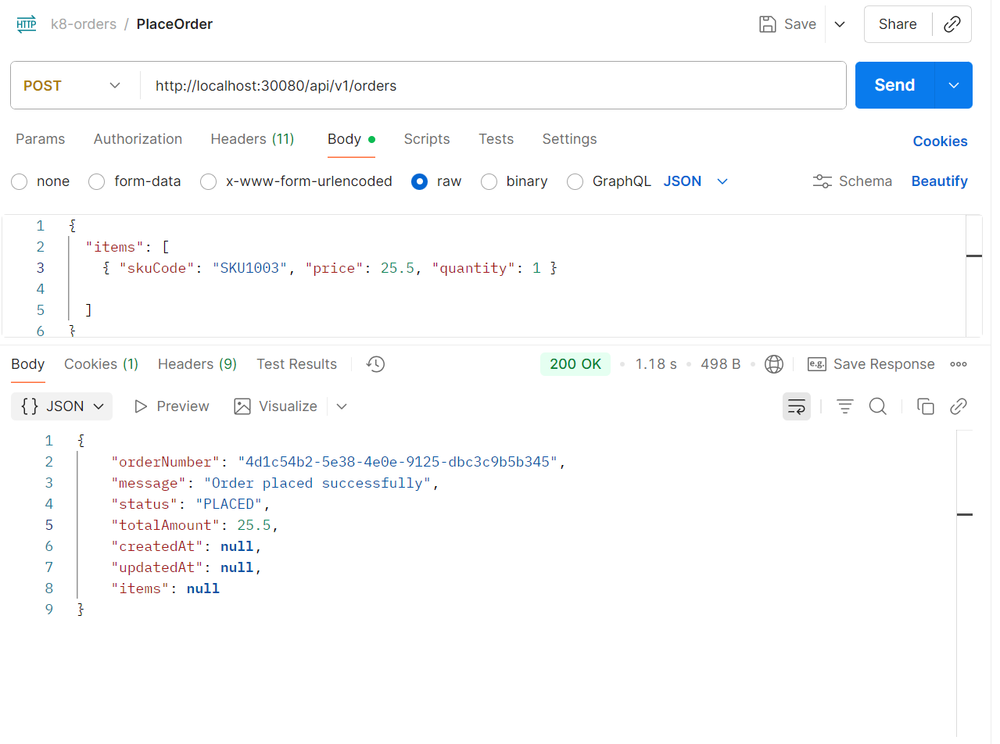 HTTP k8-orders / PlaceOrder Save Share
POST http://localhost:30080/api/v1/orders Send
Params Authorization Headers (11) Body Scripts Tests Settings Cookies
none form-data x-www-form-urlencoded raw binary GraphQL JSON Schema Beautify
1 {
2 "items": [
3 { "skuCode": "SKU1003", "price": 25.5, "quantity": 1 }
4
5 ]
6 }
Body Cookies (1) Headers (9) Test Results 200 OK • 1.18 s • 498 B • e.g. Save Response
{} JSON Preview Visualize
1 {
2 "orderNumber": "4d1c54b2-5e38-4e0e-9125-dbc3c9b5b345",
3 "message": "Order placed successfully",
4 "status": "PLACED",
5 "totalAmount": 25.5,
6 "createdAt": null,
7 "updatedAt": null,
8 "items": null
9 }